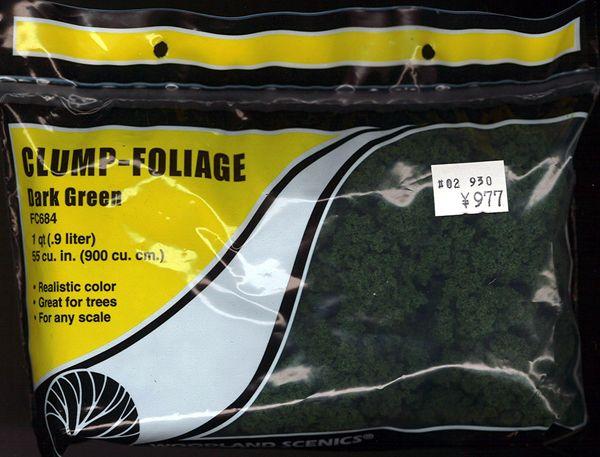 CLUMP-FOLIAGE
Dark Green
FC684
1 qt (.9 liter)
55 cu. in. (900 cu. cm.)
• Realistic color
• Great for trees
• For any scale
#02 930
¥977
WOODLAND SCENICS®